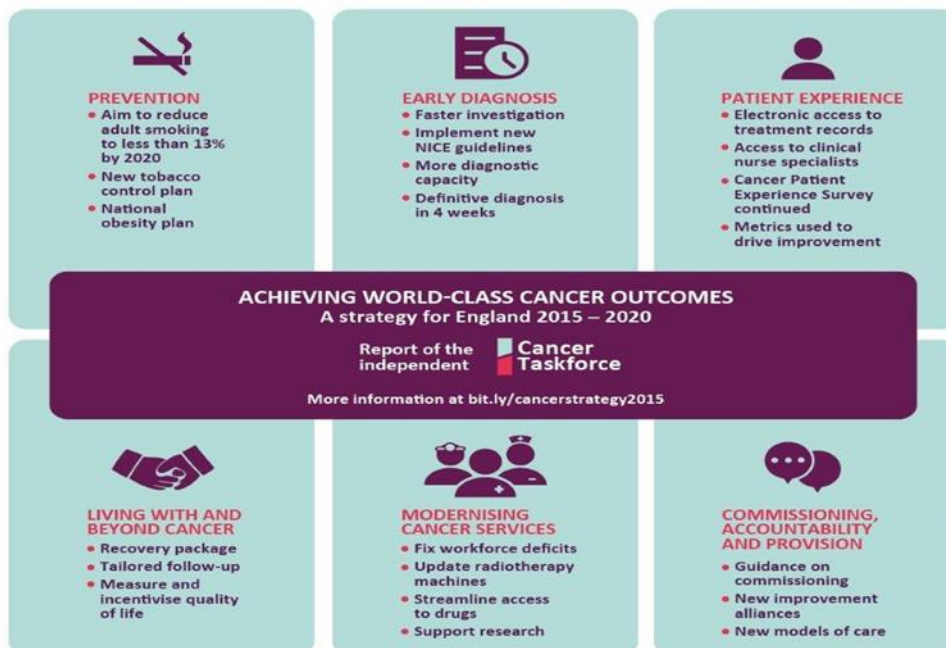 PREVENTION
• Aim to reduce
adult smoking
to less than 13%
by 2020
• New tobacco
control plan
• National
obesity plan
EARLY DIAGNOSIS
• Faster investigation
• Implement new
NICE guidelines
• More diagnostic
capacity
• Definitive diagnosis
in 4 weeks
PATIENT EXPERIENCE
• Electronic access to
treatment records
• Access to clinical
nurse specialists
• Cancer Patient
Experience Survey
continued
• Metrics used to
drive improvement
ACHIEVING WORLD-CLASS CANCER OUTCOMES
A strategy for England 2015 – 2020
Report of the
independent
Cancer
Taskforce
More information at bit.ly/cancerstrategy2015
LIVING WITH AND
BEYOND CANCER
• Recovery package
• Tailored follow-up
• Measure and
incentivise quality
of life
MODERNISING
CANCER SERVICES
• Fix workforce deficits
• Update radiotherapy
machines
• Streamline access
to drugs
• Support research
COMMISSIONING,
ACCOUNTABILITY
AND PROVISION
• Guidance on
commissioning
• New improvement
alliances
• New models of care